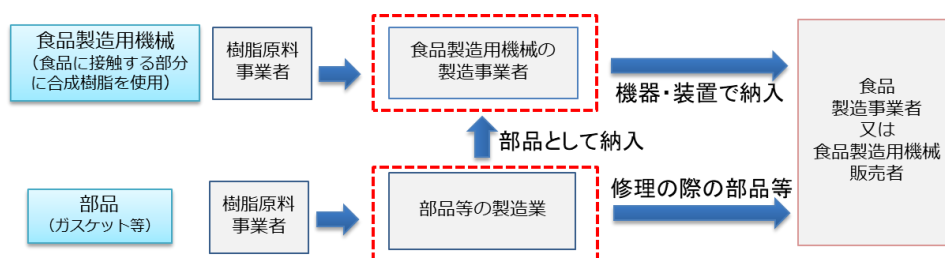 食品製造用機械
（食品に接触する部分
に合成樹脂を使用）
樹脂原料
事業者
食品製造用機械の
製造事業者
機器・装置で納入
食品
製造事業者
又は
食品製造用機械
販売者
部品として納入
部品
（ガスケット等）
樹脂原料
事業者
部品等の製造業
修理の際の部品等